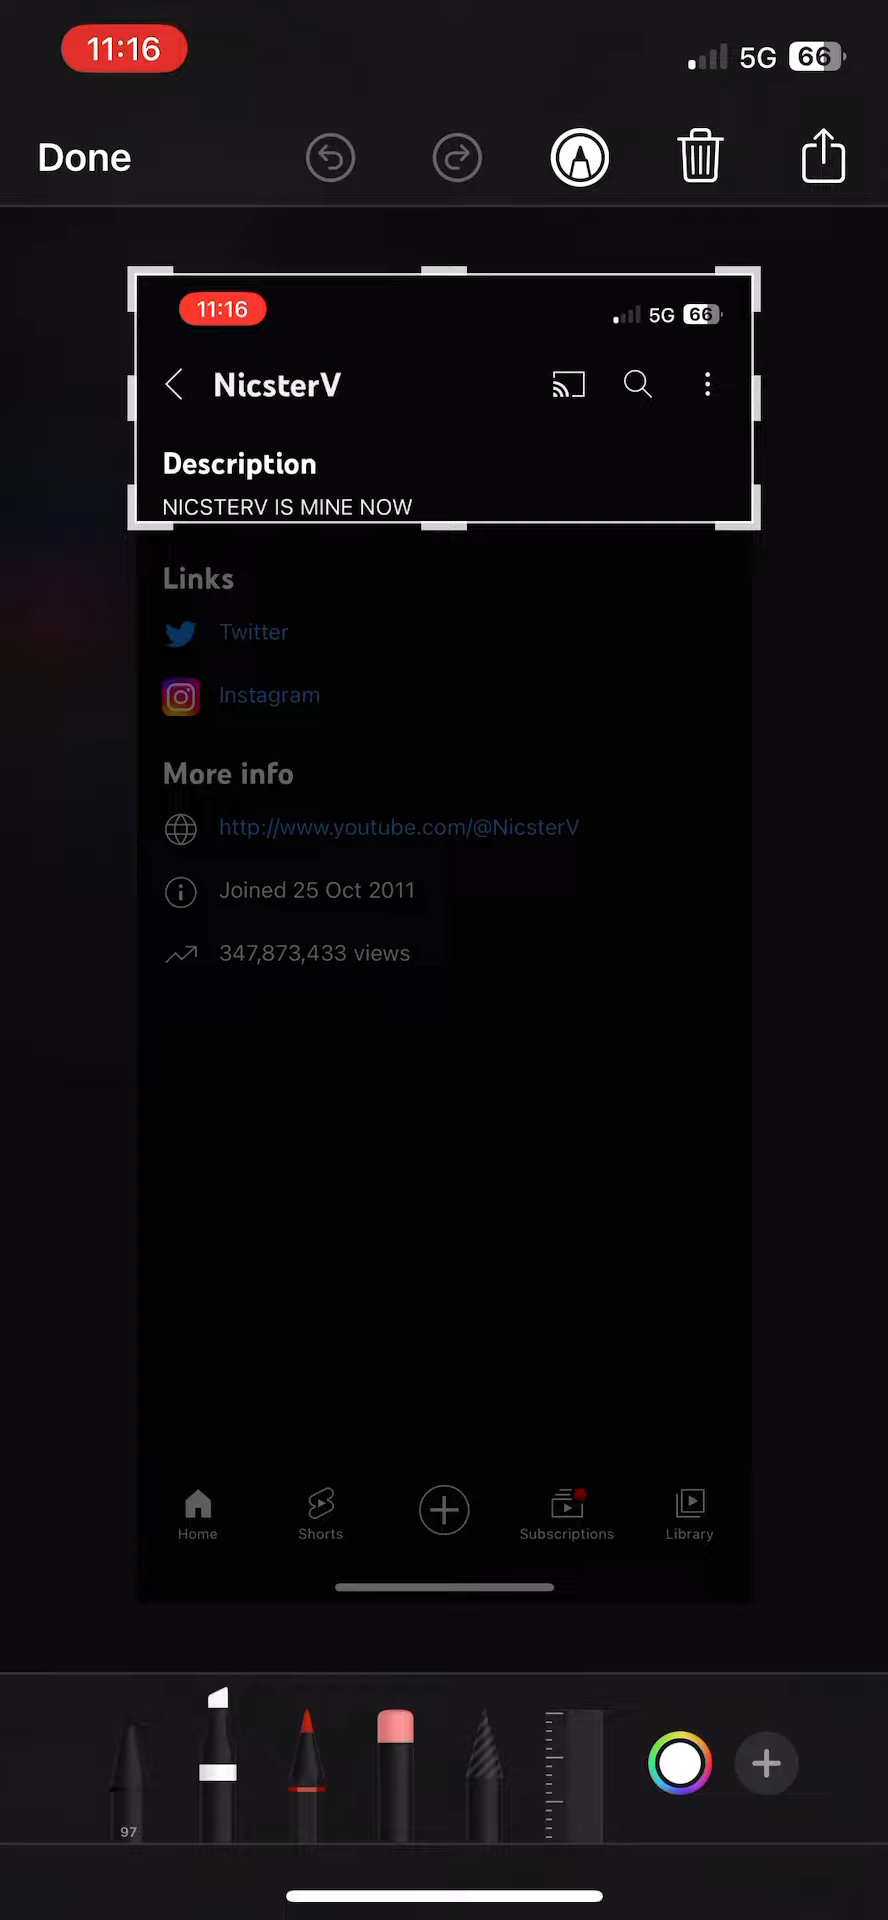 11:16
5G 66
Done
11:16
5G 66
NicsterV
Description
NICSTERV IS MINE NOW
Links
Twitter
Instagram
More info
http://www.youtube.com/@NicsterV
Joined 25 Oct 2011
347,873,433 views
Home
Shorts
Subscriptions
Library
97